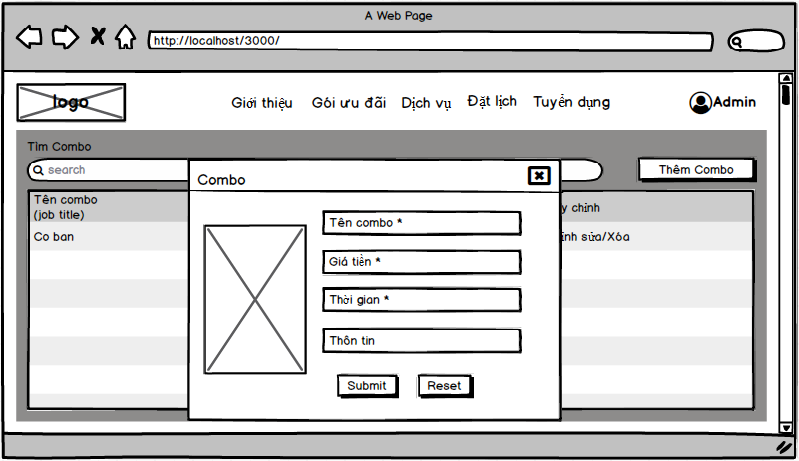 A Web Page
http://localhost/3000/
logo
Giới thiệu
Gói ưu đãi
Dịch vụ
Đặt lịch
Tuyển dụng
Admin
Tìm Combo
search
Thêm Combo
Combo
Tên combo
(job title)
y chỉnh
Co ban
ỉnh sửa/Xóa
Tên combo *
Giá tiền *
Thời gian *
Thôn tin
Submit
Reset